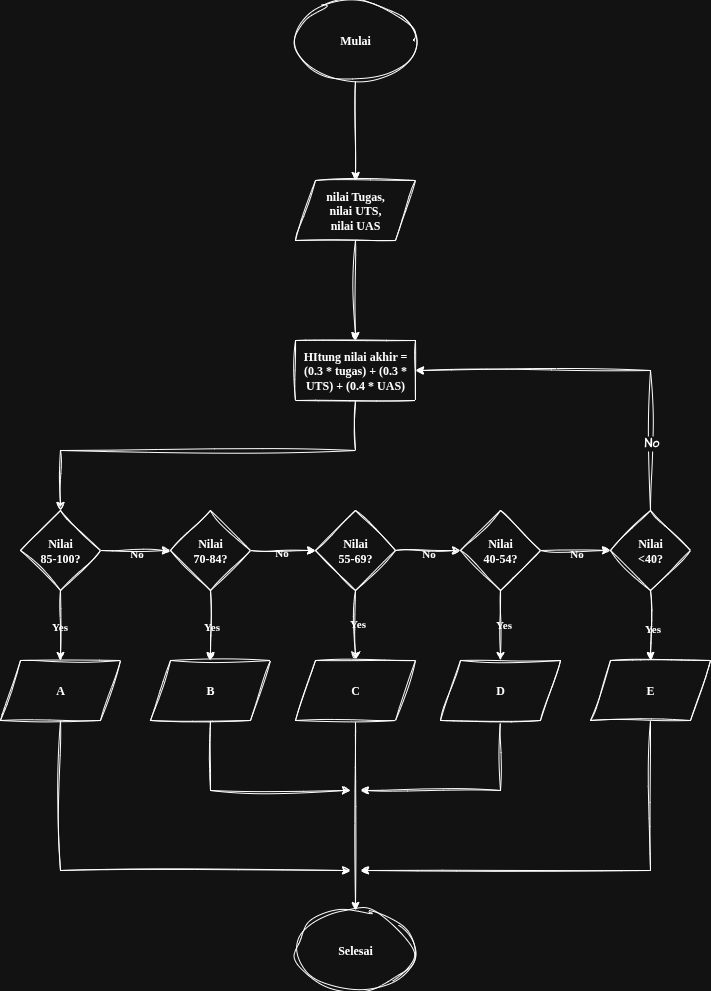 Mulai
nilai Tugas,
nilai UTS,
nilai UAS
HItung nilai akhir =
(0.3 * tugas) + (0.3 *
UTS) + (0.4 * UAS)
No
Nilai
85-100?
No
Nilai
70-84?
No
Nilai
55-69?
No
Nilai
40-54?
No
Nilai
<40?
Yes
Yes
Yes
Yes
Yes
A
B
C
D
E
Selesai